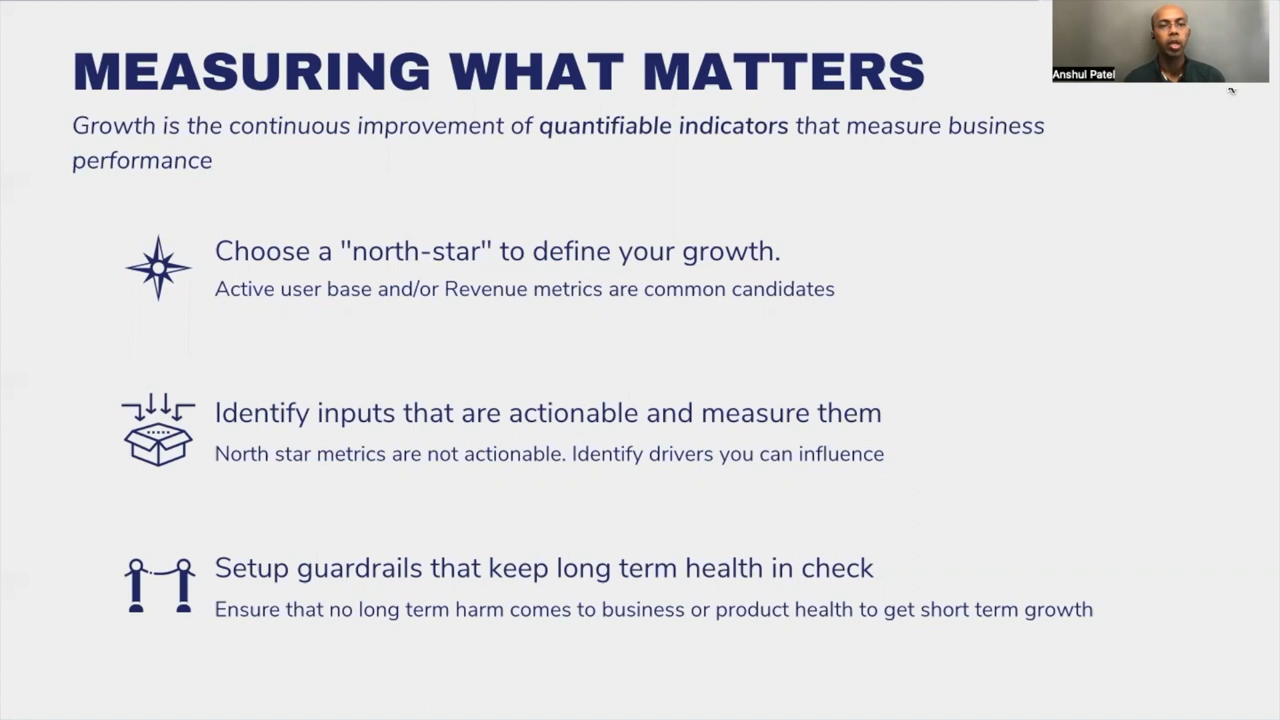 MEASURING WHAT MATTERS
Growth is the continuous improvement of quantifiable indicators that measure business
performance
Anshul Patel
Choose a "north-star" to define your growth.
Active user base and/or Revenue metrics are common candidates
Identify inputs that are actionable and measure them
North star metrics are not actionable. Identify drivers you can influence
Setup guardrails that keep long term health in check
Ensure that no long term harm comes to business or product health to get short term growth